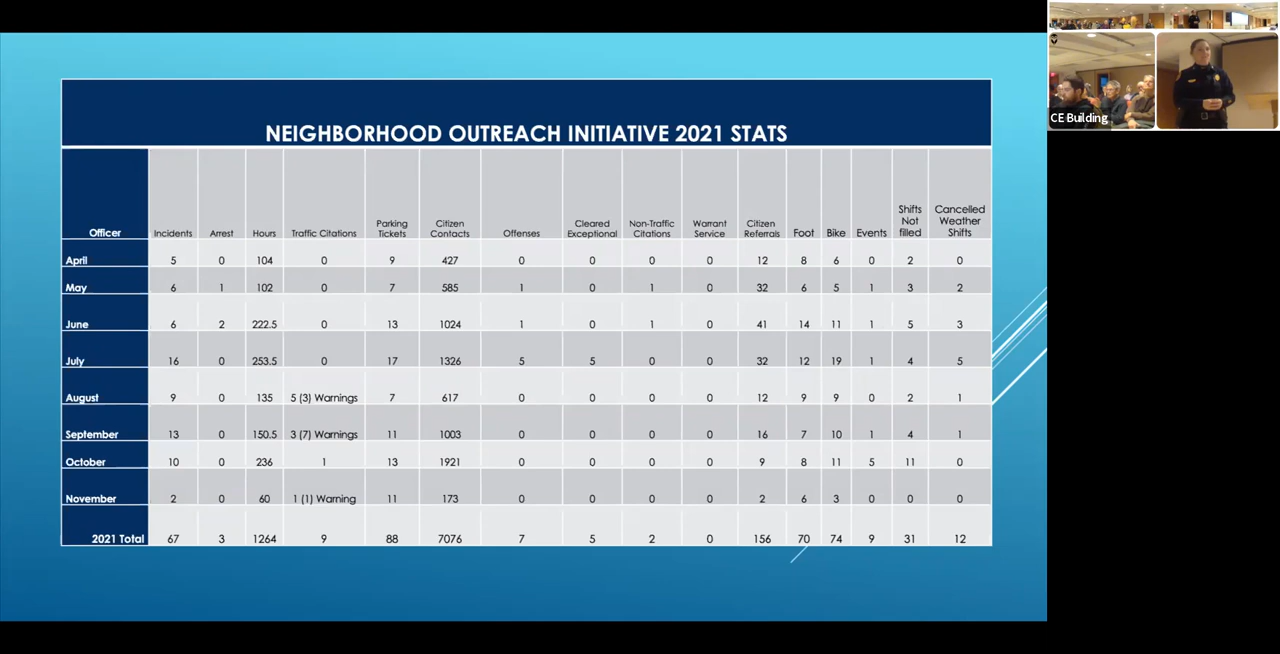 NEIGHBORHOOD OUTREACH INITIATIVE 2021 STATS
Officer Incidents Arrest Hours Traffic Citations Parking Tickets Citizen Contacts Offenses Cleared Exceptional Non-Traffic Citations Warrant Service Citizen Referrals Foot Bike Events Shifts Not filled Cancelled Weather Shifts
April 5 0 104 0 9 427 0 0 0 0 12 8 6 0 2 0
May 6 1 102 0 7 585 1 0 1 0 32 6 5 1 3 2
June 6 2 222.5 0 13 1024 1 0 1 0 41 14 11 1 5 3
July 16 0 253.5 0 17 1326 5 5 0 0 32 12 19 1 4 5
August 9 0 135 5 (3) Warnings 7 617 0 0 0 0 12 9 9 0 2 1
September 13 0 150.5 3 (7) Warnings 11 1003 0 0 0 0 16 7 10 1 4 1
October 10 0 236 1 13 1921 0 0 0 0 9 8 11 5 11 0
November 2 0 60 1 (1) Warning 11 173 0 0 0 0 2 6 3 0 0 0
2021 Total 67 3 1264 9 88 7076 7 5 2 0 156 70 74 9 31 12
CE Building